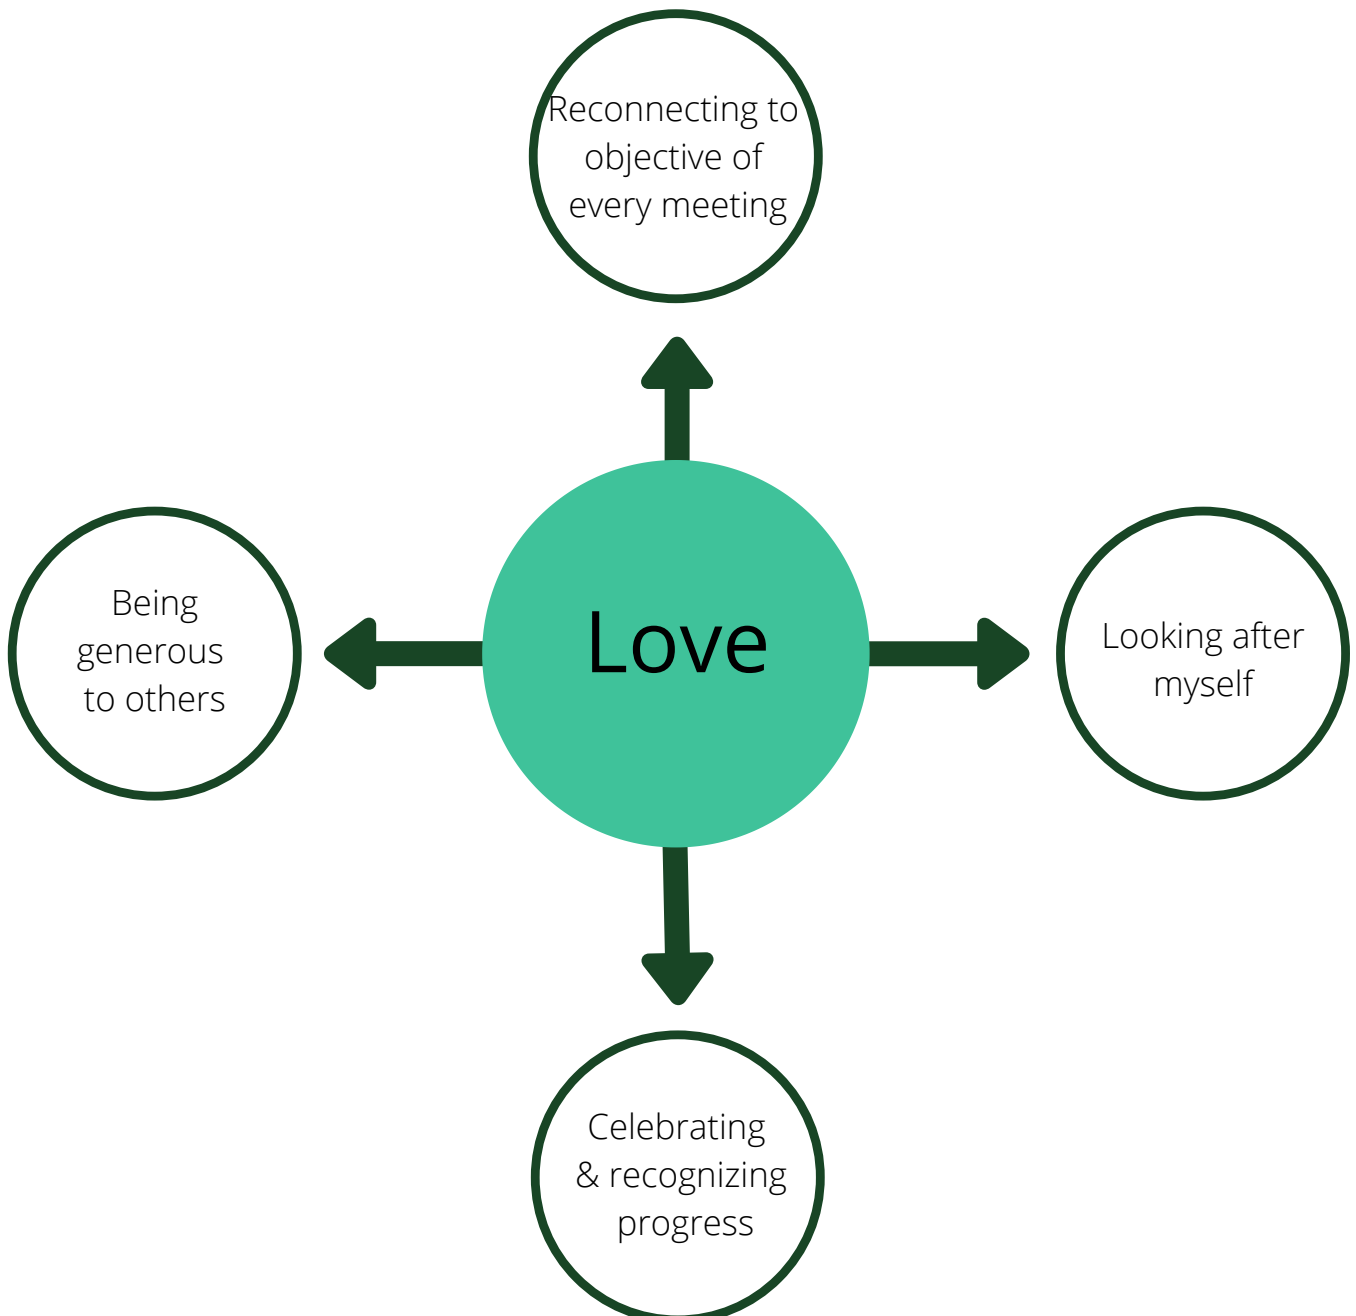 Reconnecting to
objective of
every meeting
Being
generous
to others
Love
Looking after
myself
Celebrating
& recognizing
progress